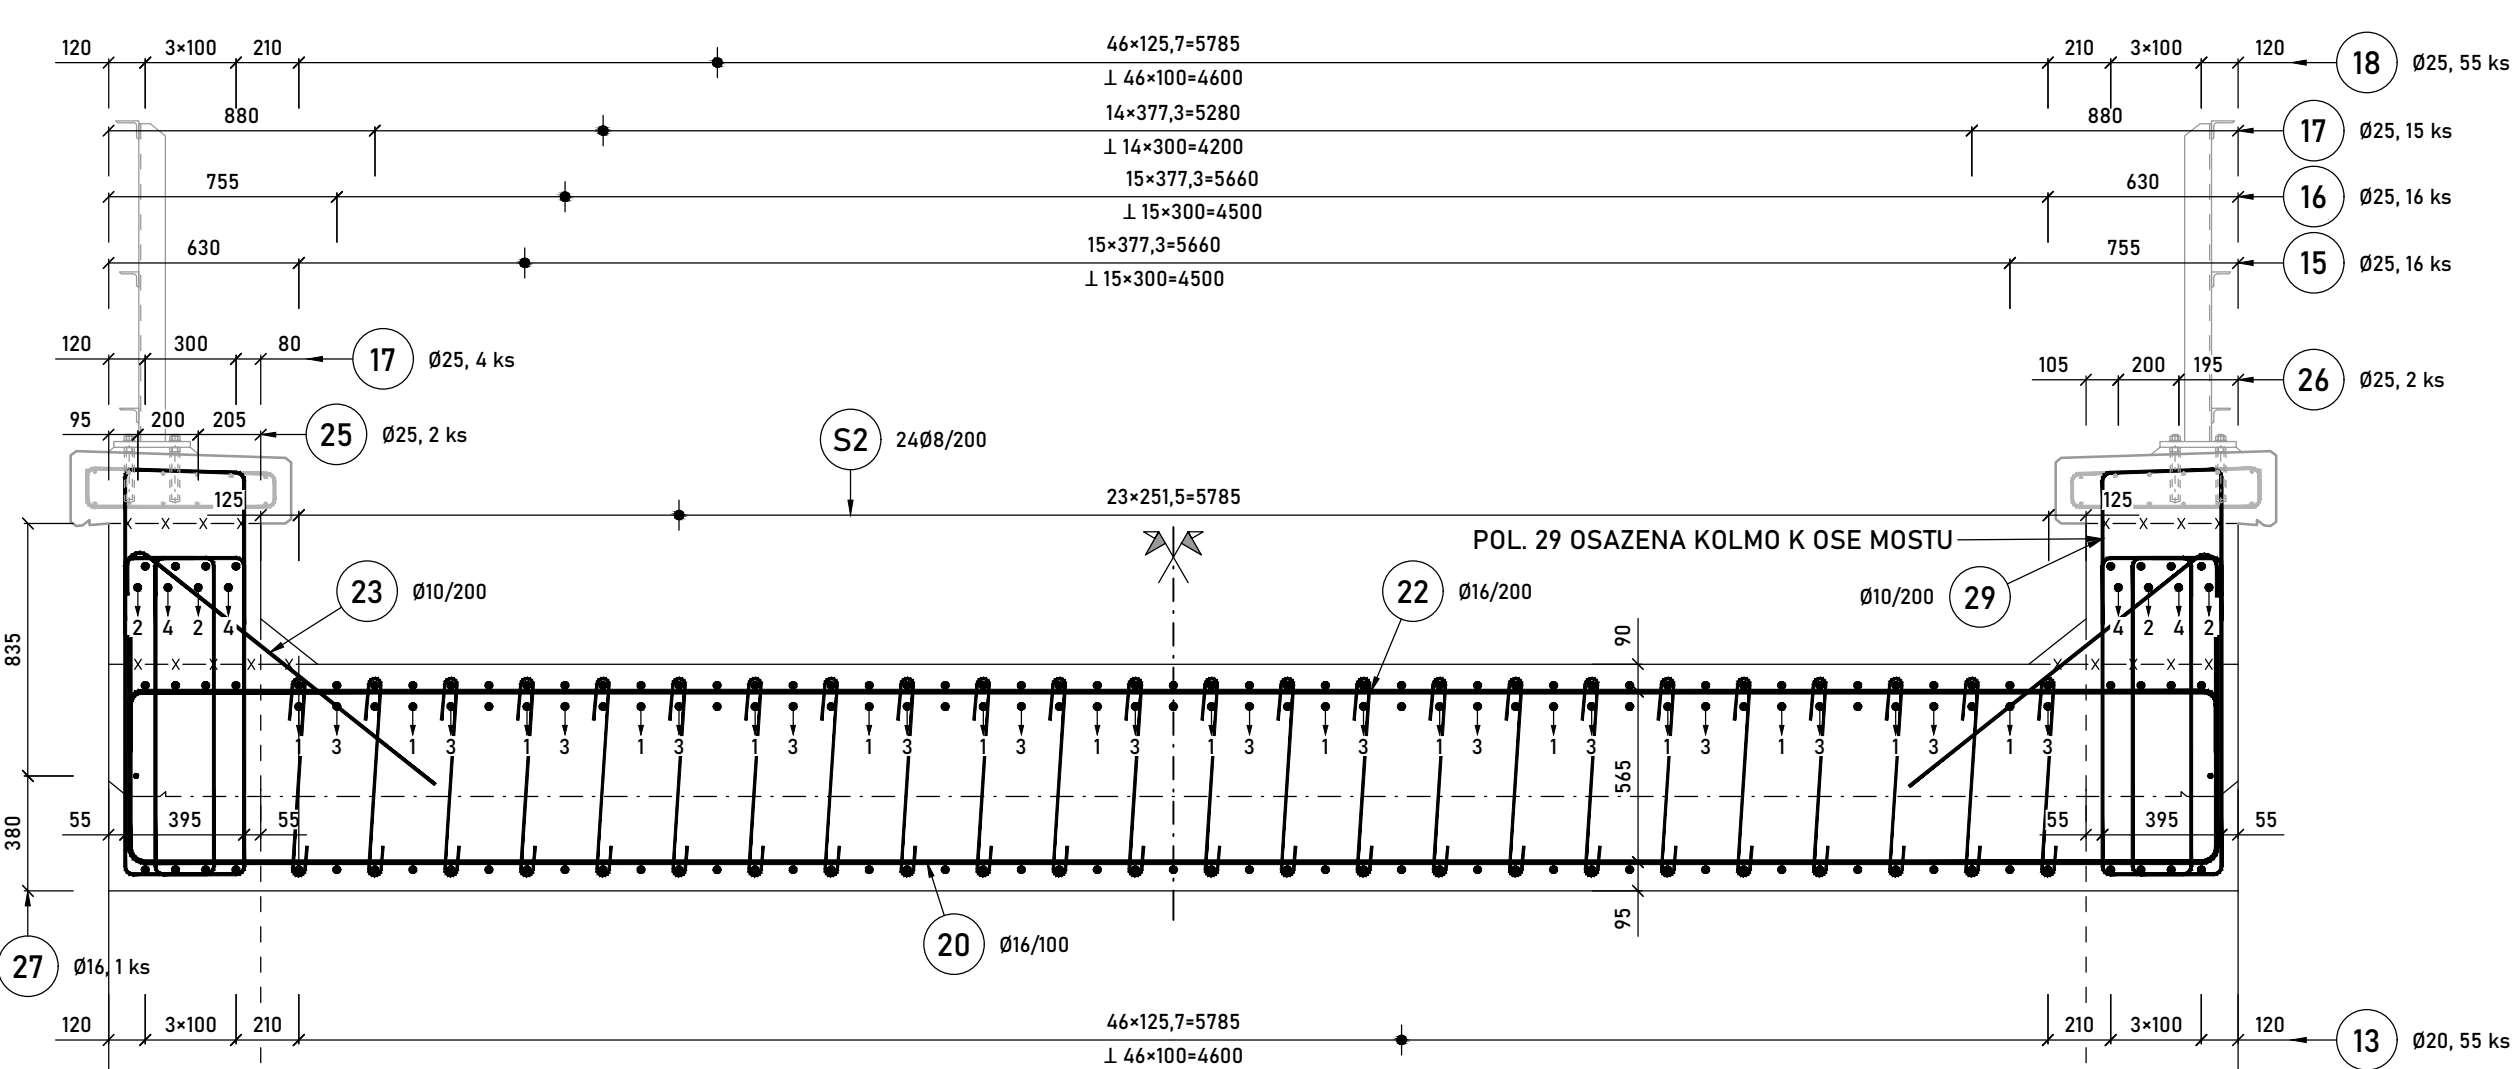 120 3×100 210 46×125,7=5785 210 3×100 120 18 Ø25, 55 ks
⊥ 46×100=4600
880 14×377,3=5280 880 17 Ø25, 15 ks
⊥ 14×300=4200
755 15×377,3=5660 630 16 Ø25, 16 ks
⊥ 15×300=4500
630 15×377,3=5660 755 15 Ø25, 16 ks
⊥ 15×300=4500
120 300 80 17 Ø25, 4 ks
105 200 195 26 Ø25, 2 ks
95 200 205 25 Ø25, 2 ks
S2 24Ø8/200
125 23×251,5=5785 125
POL. 29 OSAZENA KOLMO K OSE MOSTU
23 Ø10/200 22 Ø16/200 Ø10/200 29
2 4 2 4 4 2 4 2
835 90
1 3 1 3 1 3 1 3 1 3 1 3 1 3 1 3 1 3 1 3 1 3 1 3 1 3 1 3 1 3 1 3
565
380 55 395 55 55 395 55
95
20 Ø16/100
27 Ø16, 1 ks
120 3×100 210 46×125,7=5785 210 3×100 120 13 Ø20, 55 ks
⊥ 46×100=4600